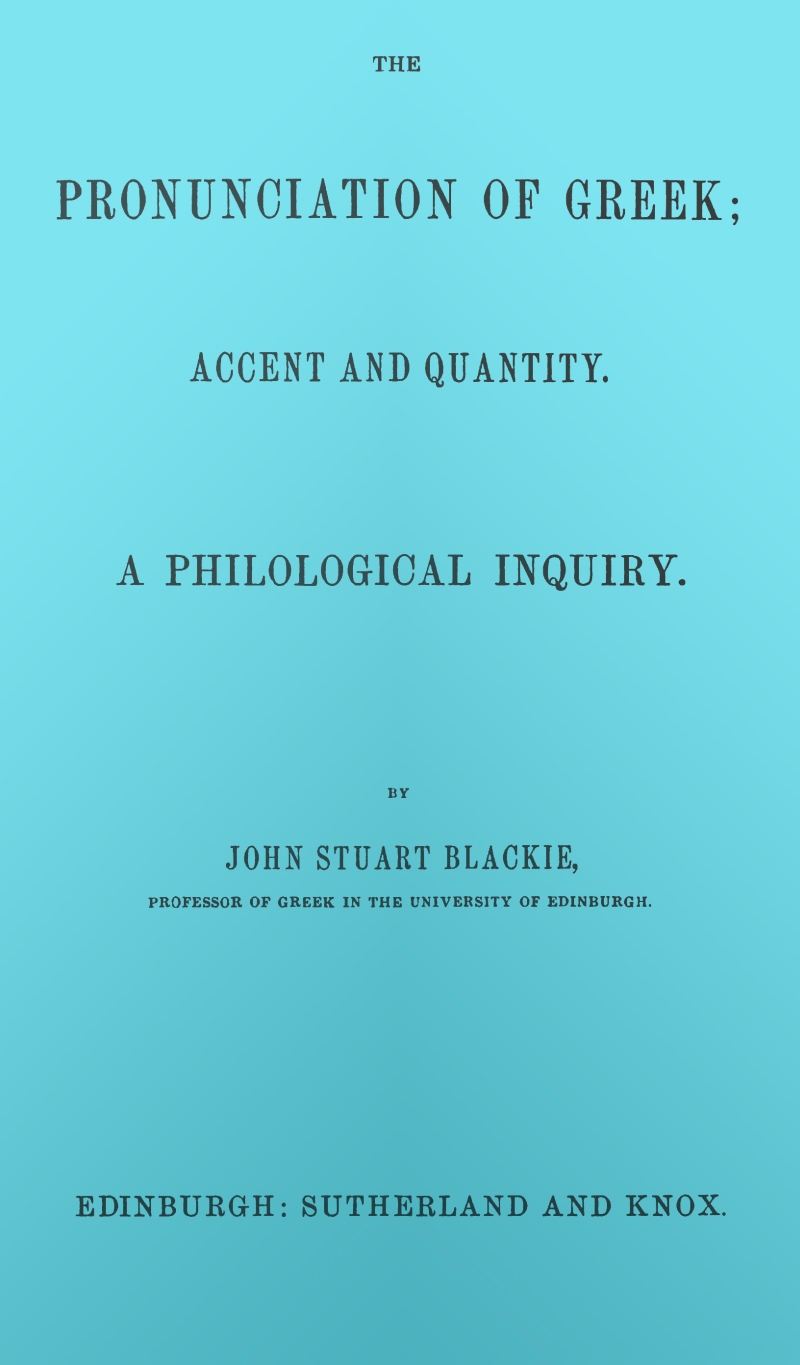 THE
PRONUNCIATION OF GREEK;
ACCENT AND QUANTITY.
A PHILOLOGICAL INQUIRY.
BY
JOHN STUART BLACKIE,
PROFESSOR OF GREEK IN THE UNIVERSITY OF EDINBURGH.
EDINBURGH: SUTHERLAND AND KNOX.